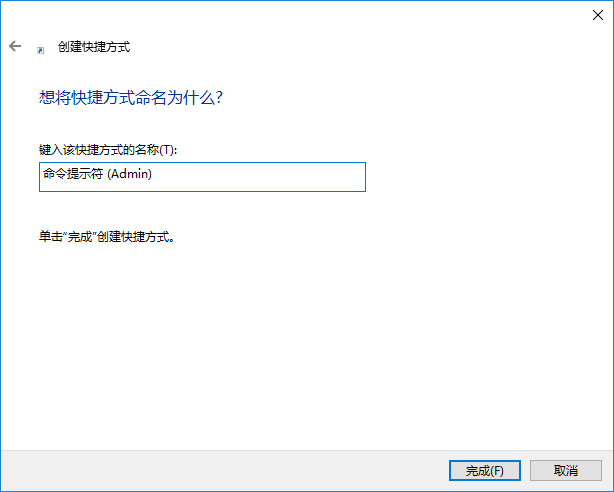 创建快捷方式
想将快捷方式命名为什么?
键入该快捷方式的名称(T):
命令提示符 (Admin)
单击“完成”创建快捷方式。
完成(F)
取消